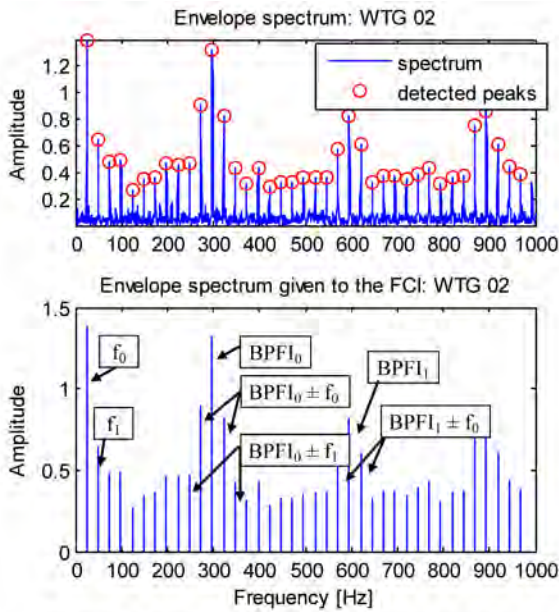 Envelope spectrum: WTG 02
spectrum
detected peaks
Amplitude
1.2
1
0.8
0.6
0.4
0.2
0 100 200 300 400 500 600 700 800 900 1000
Frequency [Hz]
Envelope spectrum given to the FCI: WTG 02
f₀
f₁
BPFI₀
BPFI₀ ± f₀
BPFI₀ ± f₁
BPFI₁
BPFI₁ ± f₀
Amplitude
1.5
1
0.5
0
0 100 200 300 400 500 600 700 800 900 1000
Frequency [Hz]